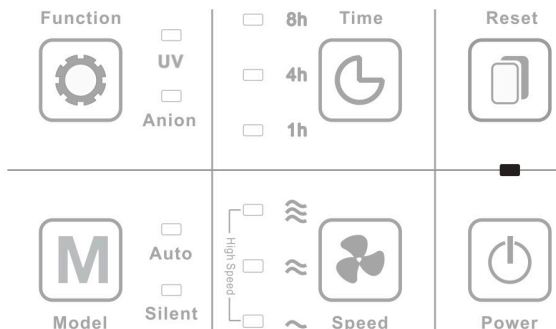 Function
UV
Anion
8h
Time
4h
1h
Reset
M
Model
Auto
Silent
High Speed
Speed
Power